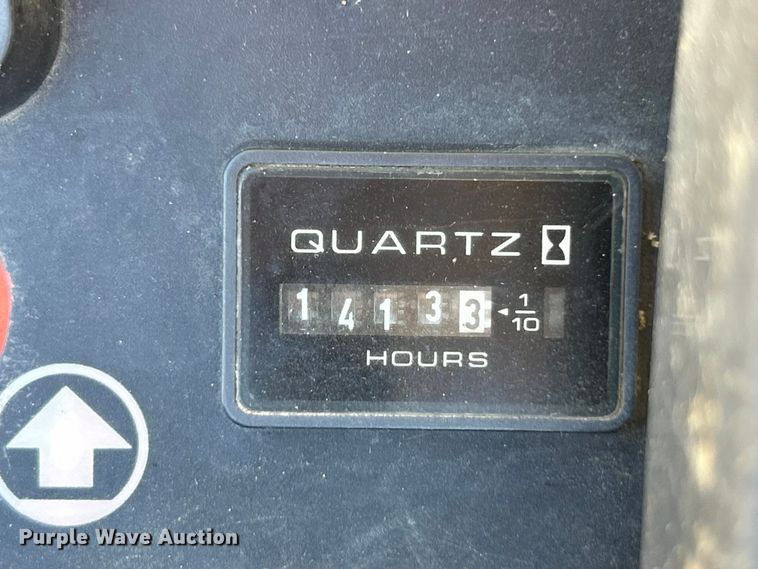 QUARTZ
14133 1/10
HOURS
Purple Wave Auction